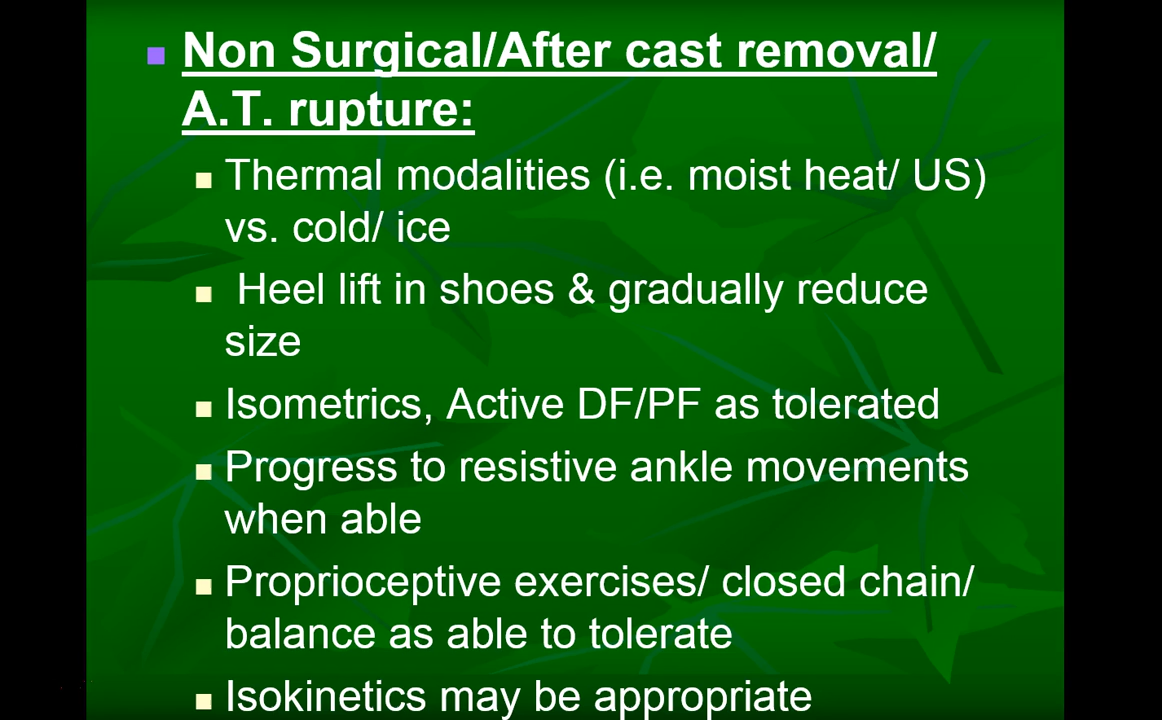 Non Surgical/After cast removal/
A.T. rupture:
Thermal modalities (i.e. moist heat/ US)
vs. cold/ ice
Heel lift in shoes & gradually reduce
size
Isometrics, Active DF/PF as tolerated
Progress to resistive ankle movements
when able
Proprioceptive exercises/ closed chain/
balance as able to tolerate
Isokinetics may be appropriate